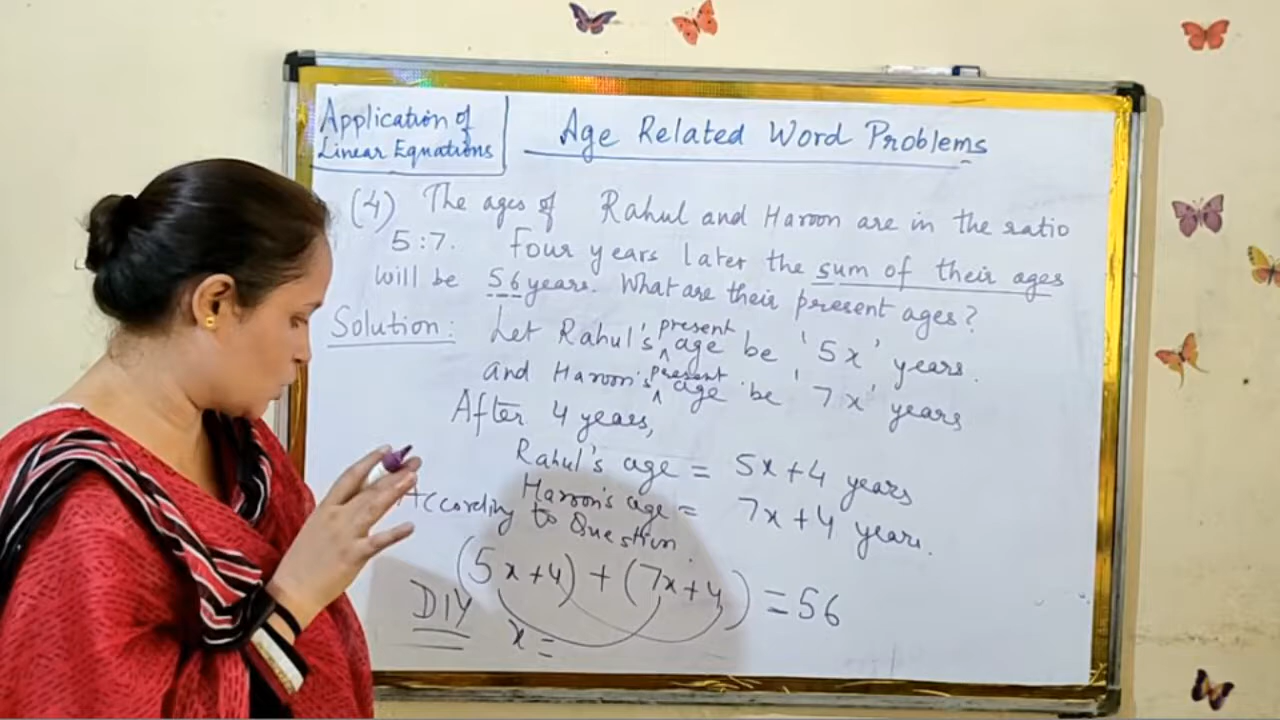 Application of
Linear Equations
Age Related Word Problems
(4) The ages of Rahul and Haroon are in the ratio
5:7. Four years later the sum of their ages
will be 56 years. What are their present ages?
Solution: Let Rahul's present age be '5x' years.
and Haroon's present age be '7x' years
After 4 years,
Rahul's age = 5x+4 years
Haroon's age = 7x+4 years.
According to Question.
(5x+4) + (7x+4) = 56
DIY x =